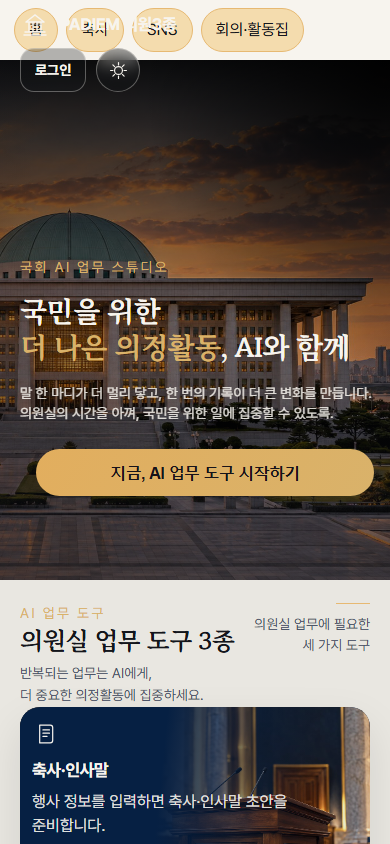 홈
축사
SNS
회의·활동집
PADIEM 의원3종
로그인
국회 AI 업무 스튜디오
국민을 위한
더 나은 의정활동, AI와 함께
말 한 마디가 더 멀리 닿고, 한 번의 기록이 더 큰 변화를 만듭니다.
의원실의 시간을 아껴, 국민을 위한 일에 집중할 수 있도록.
지금, AI 업무 도구 시작하기
AI 업무 도구
의원실 업무 도구 3종
의원실 업무에 필요한
세 가지 도구
반복되는 업무는 AI에게,
더 중요한 의정활동에 집중하세요.
축사·인사말
행사 정보를 입력하면 축사·인사말 초안을
준비합니다.